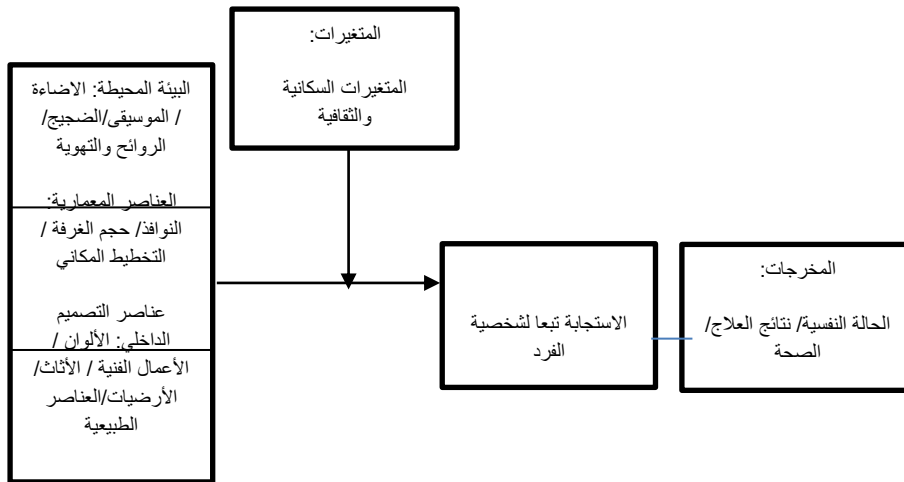 المتغيرات:
المتغيرات السكانية
والثقافية
البيئة المحيطة: الاضاءة
/ الموسيقى/الضجيج/
الروائح والتهوية
العناصر المعمارية:
النوافذ/ حجم الغرفة /
التخطيط المكاني
عناصر التصميم
الداخلي: الألوان /
الأعمال الفنية / الأثاث/
الأرضيات/العناصر
الطبيعية
الاستجابة تبعا لشخصية
الفرد
المخرجات:
الحالة النفسية/ نتائج العلاج/
الصحة